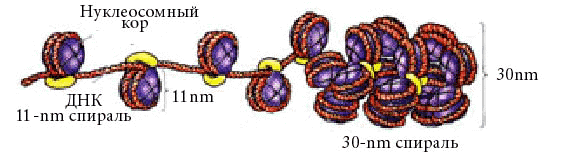 Нуклеосомный
кор
30nm
11nm
ДНК
11-nm спираль
30-nm спираль